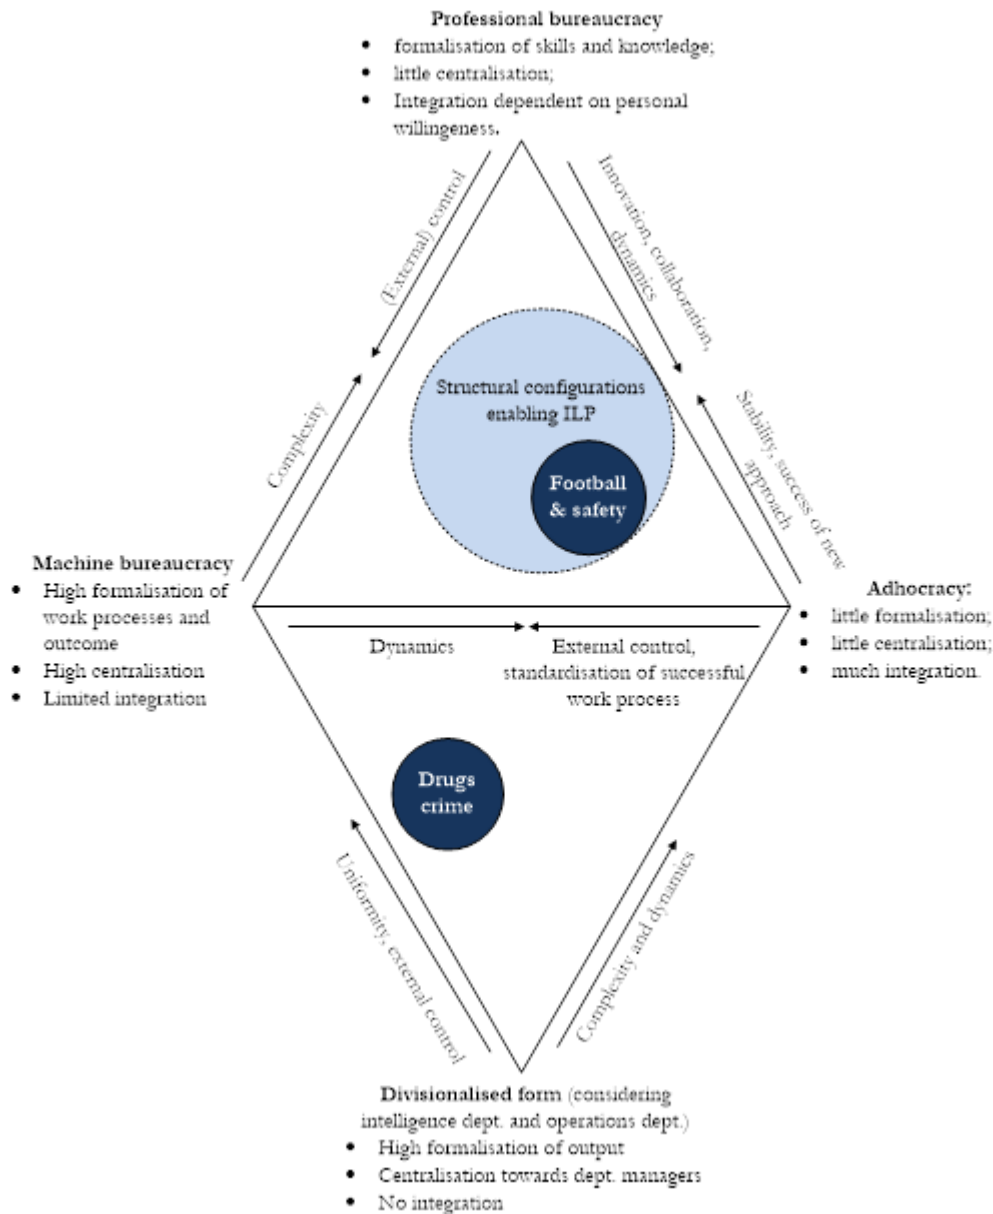 Professional bureaucracy
• formalisation of skills and knowledge;
• little centralisation;
• Integration dependent on personal
willingeness.
(External) control
Complexity
Innovation, collaboration,
dynamics
Stability, success of new
approach
Structural configurations
enabling ILP
Football
& safety
Machine bureaucracy
• High formalisation of
work processes and
outcome
• High centralisation
• Limited integration
Adhocracy:
• little formalisation;
• little centralisation;
• much integration.
Dynamics
External control,
standardisation of successful
work process
Drugs
crime
Uniformity, external control
Complexity and dynamics
Divisionalised form (considering
intelligence dept. and operations dept.)
• High formalisation of output
• Centralisation towards dept. managers
• No integration